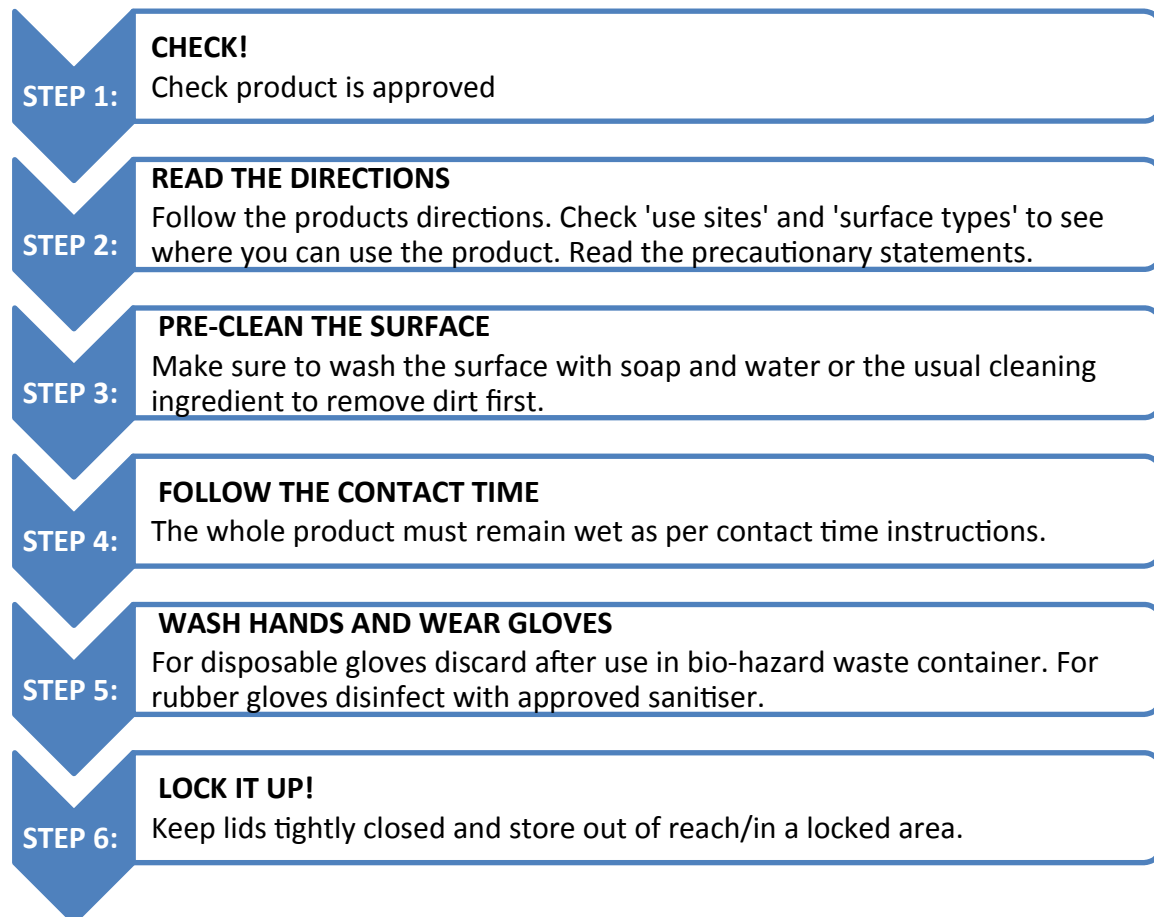 STEP 1:
CHECK!
Check product is approved
STEP 2:
READ THE DIRECTIONS
Follow the products directions. Check 'use sites' and 'surface types' to see
where you can use the product. Read the precautionary statements.
STEP 3:
PRE-CLEAN THE SURFACE
Make sure to wash the surface with soap and water or the usual cleaning
ingredient to remove dirt first.
STEP 4:
FOLLOW THE CONTACT TIME
The whole product must remain wet as per contact time instructions.
STEP 5:
WASH HANDS AND WEAR GLOVES
For disposable gloves discard after use in bio-hazard waste container. For
rubber gloves disinfect with approved sanitiser.
STEP 6:
LOCK IT UP!
Keep lids tightly closed and store out of reach/in a locked area.